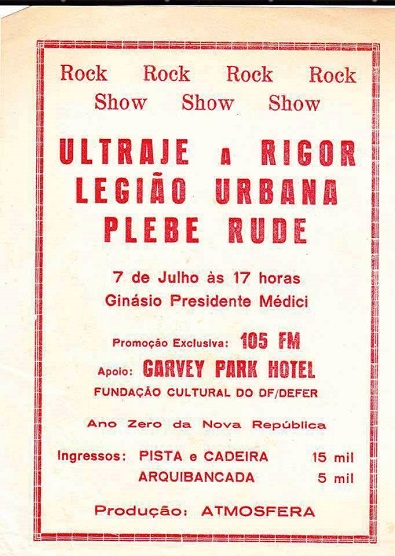 Rock Rock Rock Rock
Show Show Show
ULTRAJE A RIGOR
LEGIÃO URBANA
PLEBE RUDE
7 de Julho às 17 horas
Ginásio Presidente Médici
Promoção Exclusiva: 105 FM
Apoio: GARVEY PARK HOTEL
FUNDAÇÃO CULTURAL DO DF/DEFER
Ano Zero da Nova República
Ingressos: PISTA e CADEIRA 15 mil
ARQUIBANCADA 5 mil
Produção: ATMOSFERA